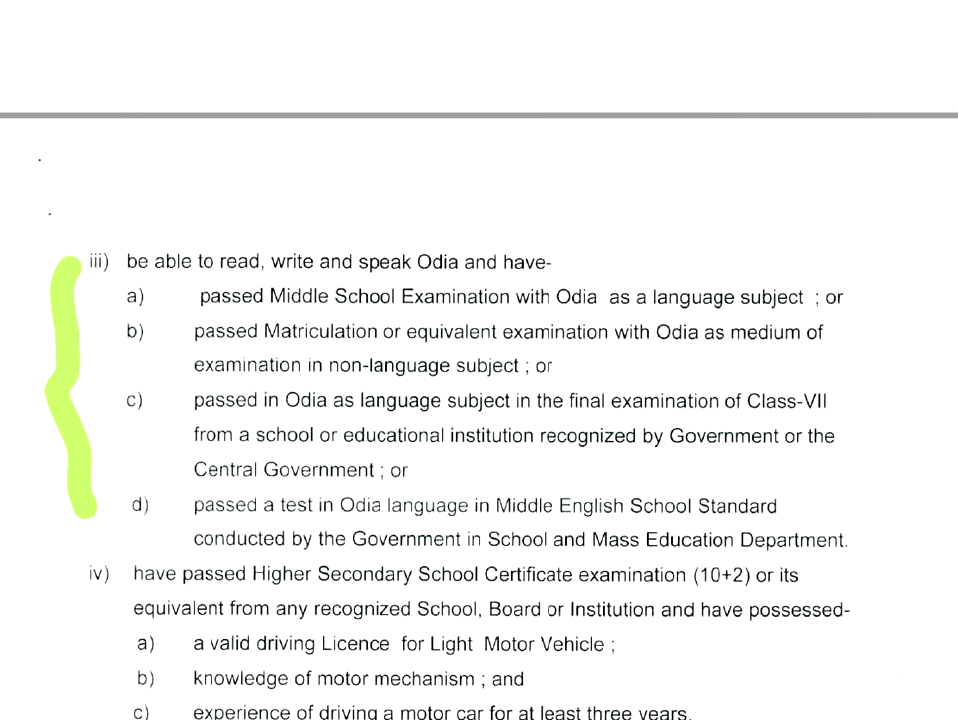 iii) be able to read, write and speak Odia and have-
a) passed Middle School Examination with Odia as a language subject ; or
b) passed Matriculation or equivalent examination with Odia as medium of
examination in non-language subject ; or
c) passed in Odia as language subject in the final examination of Class-VII
from a school or educational institution recognized by Government or the
Central Government ; or
d) passed a test in Odia language in Middle English School Standard
conducted by the Government in School and Mass Education Department.
iv) have passed Higher Secondary School Certificate examination (10+2) or its
equivalent from any recognized School, Board or Institution and have possessed-
a) a valid driving Licence for Light Motor Vehicle ;
b) knowledge of motor mechanism ; and
c) experience of driving a motor car for at least three years.